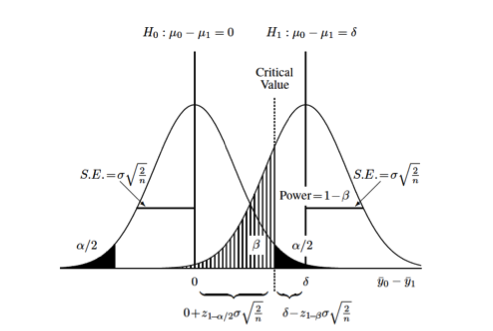 H₀ : μ₀ − μ₁ = 0
H₁ : μ₀ − μ₁ = δ
Critical
Value
S.E.=σ√(2/n)
S.E.=σ√(2/n)
Power=1−β
α/2
β
α/2
0
δ
ȳ₀ − ȳ₁
0+z₁₋α/₂σ√(2/n)
δ−z₁₋βσ√(2/n)